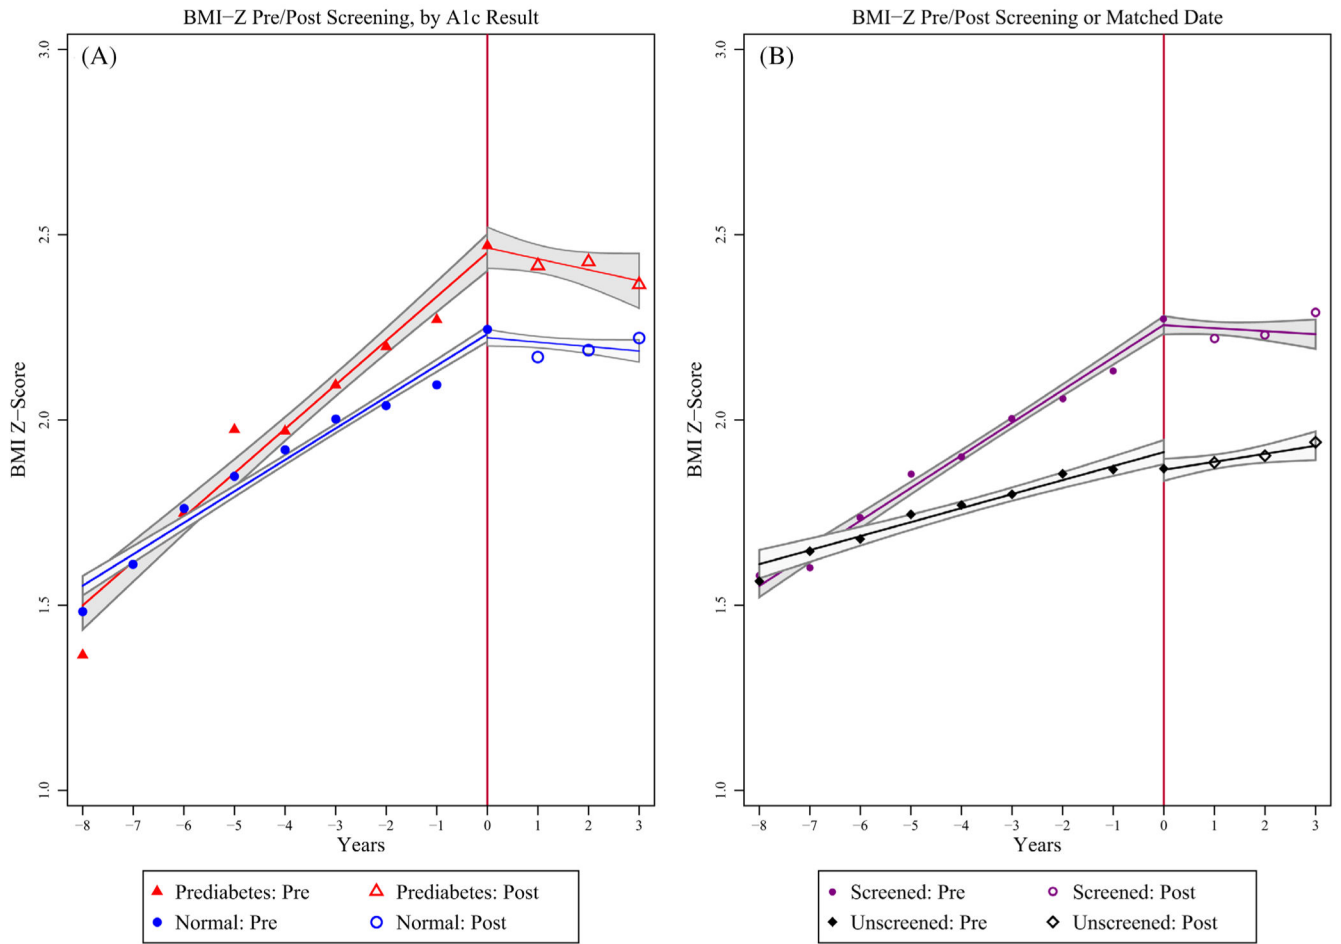 BMI−Z Pre/Post Screening, by A1c Result
(A)
BMI Z−Score
3.0
2.5
2.0
1.5
1.0
−8 −7 −6 −5 −4 −3 −2 −1 0 1 2 3
Years
Prediabetes: Pre Prediabetes: Post
Normal: Pre Normal: Post
BMI−Z Pre/Post Screening or Matched Date
(B)
BMI Z−Score
3.0
2.5
2.0
1.5
1.0
−8 −7 −6 −5 −4 −3 −2 −1 0 1 2 3
Years
Screened: Pre Screened: Post
Unscreened: Pre Unscreened: Post